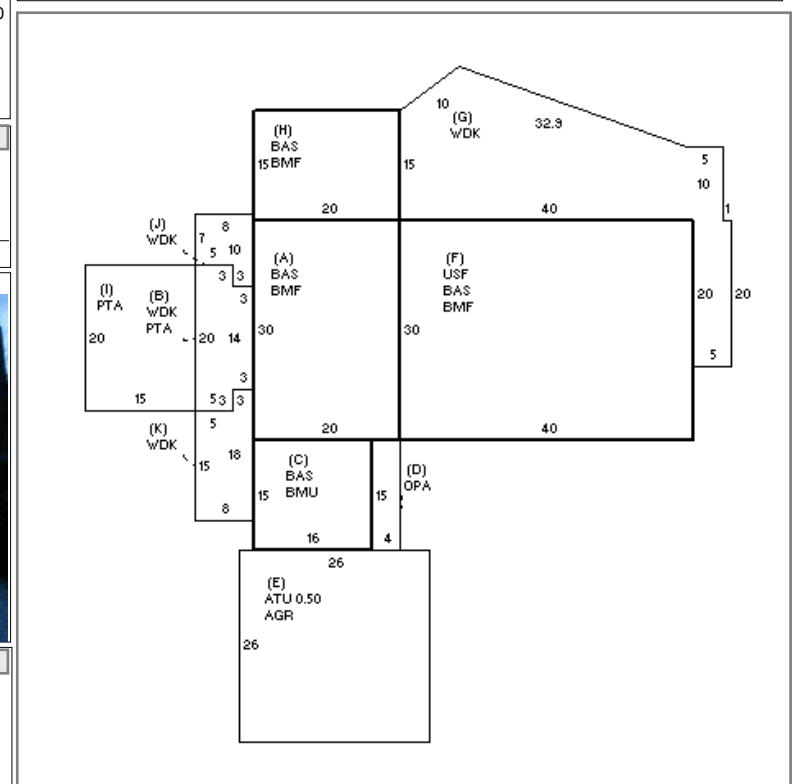 0
10
(G)
WDK
32.9
(H)
BAS
BMF
15
15
20
40
5
10
1
(J)
WDK
8
7
5
10
3
3
3
(A)
BAS
BMF
(F)
USF
BAS
BMF
(I)
PTA
(B)
WDK
PTA
20
20
14
30
30
20
20
15
5
3
3
3
5
20
40
5
(K)
WDK
15
18
8
(C)
BAS
BMU
15
16
15
(D)
OPA
4
26
(E)
ATU 0.50
AGR
26